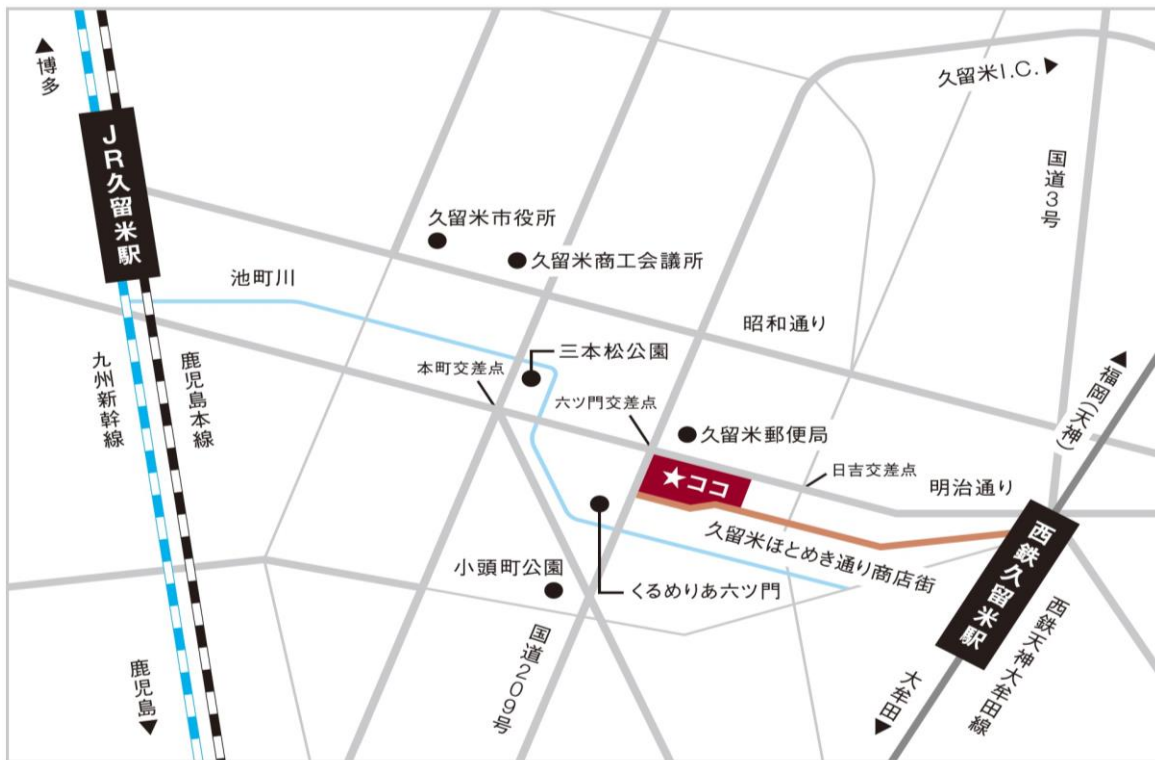 ▲博多
JR久留米駅
九州新幹線
鹿児島本線
鹿児島▼
池町川
久留米市役所
久留米商工会議所
久留米I.C.▶
国道3号
昭和通り
三本松公園
本町交差点
六ツ門交差点
久留米郵便局
★ココ
日吉交差点
明治通り
▲福岡(天神)
久留米ほとめき通り商店街
西鉄久留米駅
小頭町公園
くるめりあ六ツ門
国道209号
西鉄天神大牟田線
大牟田▼